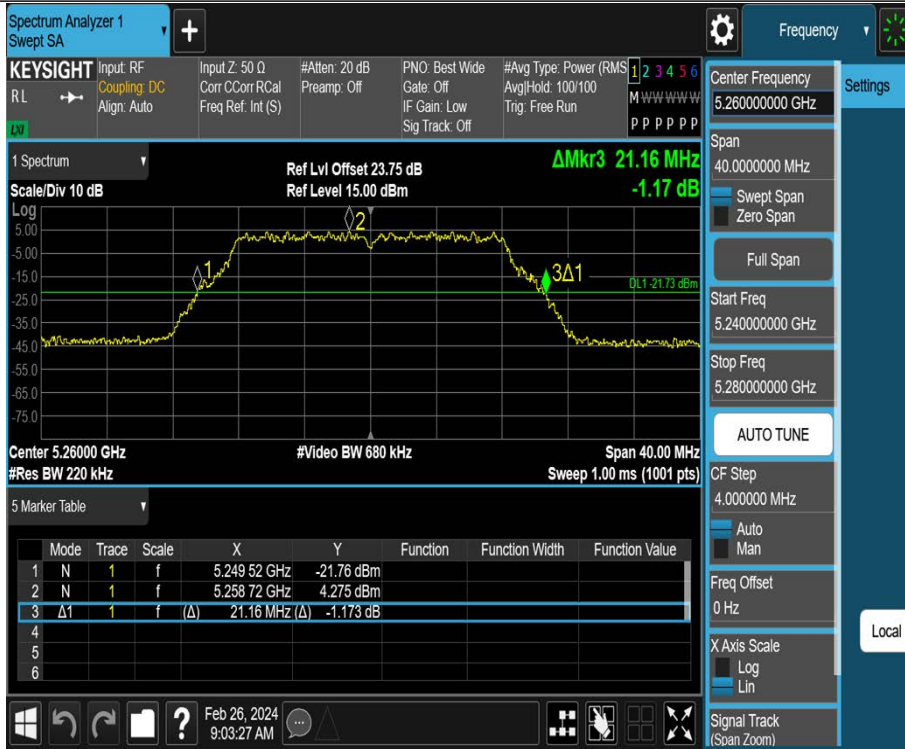 Spectrum Analyzer 1
Swept SA
+
Frequency
KEYSIGHT
RL
LXI
Input: RF
Coupling: DC
Align: Auto
Input Z: 50 Ω
Corr CCorr RCal
Freq Ref: Int (S)
#Atten: 20 dB
Preamp: Off
PNO: Best Wide
Gate: Off
IF Gain: Low
Sig Track: Off
#Avg Type: Power (RMS
Avg|Hold: 100/100
Trig: Free Run
1 2 3 4 5 6
M W W W W W
P P P P P P
Settings
Center Frequency
5.260000000 GHz
Span
40.0000000 MHz
Swept Span
Zero Span
Full Span
Start Freq
5.240000000 GHz
Stop Freq
5.280000000 GHz
AUTO TUNE
CF Step
4.000000 MHz
Auto
Man
Freq Offset
0 Hz
X Axis Scale
Log
Lin
Signal Track
(Span Zoom)
Local
1 Spectrum
Scale/Div 10 dB
Ref Lvl Offset 23.75 dB
Ref Level 15.00 dBm
ΔMkr3 21.16 MHz
-1.17 dB
Log
5.00
-5.00
-15.0
-25.0
-35.0
-45.0
-55.0
-65.0
-75.0
1
2
3Δ1
DL1 -21.73 dBm
Center 5.26000 GHz
#Video BW 680 kHz
Span 40.00 MHz
#Res BW 220 kHz
Sweep 1.00 ms (1001 pts)
5 Marker Table
Mode Trace Scale X Y Function Function Width Function Value
1 N 1 f 5.249 52 GHz -21.76 dBm
2 N 1 f 5.258 72 GHz 4.275 dBm
3 Δ1 1 f (Δ) 21.16 MHz (Δ) -1.173 dB
4
5
6
?
Feb 26, 2024
9:03:27 AM